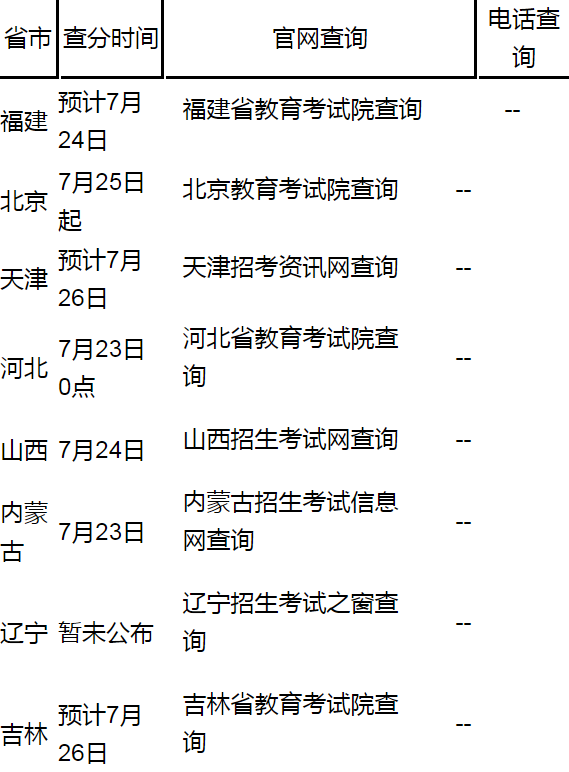 省市 查分时间 官网查询 电话查
询
福建 预计7月
24日 福建省教育考试院查询 --
北京 7月25日
起 北京教育考试院查询 --
天津 预计7月
26日 天津招考资讯网查询 --
河北 7月23日
0点 河北省教育考试院查
询 --
山西 7月24日 山西招生考试网查询 --
内蒙
古 7月23日 内蒙古招生考试信息
网查询 --
辽宁 暂未公布 辽宁招生考试之窗查
询 --
吉林 预计7月
26日 吉林省教育考试院查
询 --